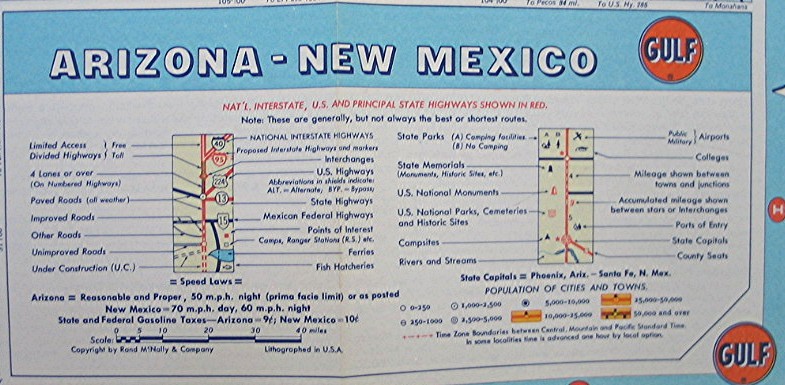 105°00'
104°00'
To Pecos 84 mi.
To U.S. Hy. 285
To Monahans
ARIZONA - NEW MEXICO
GULF
NAT'L. INTERSTATE, U.S. AND PRINCIPAL STATE HIGHWAYS SHOWN IN RED.
Note: These are generally, but not always the best or shortest routes.
Limited Access
Divided Highways
Free
Toll
4 Lanes or over
(On Numbered Highways)
Paved Roads (all weather)
Improved Roads
Other Roads
Unimproved Roads
Under Construction (U.C.)
40
95
224
13
15
NATIONAL INTERSTATE HIGHWAYS
Proposed Interstate Highways and markers
Interchanges
U.S. Highways
Abbreviations in shields indicate:
ALT. = Alternate, BYP. = Bypass;
State Highways
Mexican Federal Highways
Points of Interest
Camps, Ranger Stations (R.S.) etc.
Ferries
Fish Hatcheries
State Parks (A) Camping facilities
(B) No Camping
State Memorials
(Monuments, Historic Sites, etc.)
U.S. National Monuments
U.S. National Parks, Cemeteries
and Historic Sites
Campsites
Rivers and Streams
A B
Public
Military
Airports
Colleges
Mileage shown between
towns and junctions
Accumulated mileage shown
between stars or interchanges
Ports of Entry
State Capitals
County Seats
= Speed Laws =
Arizona = Reasonable and Proper, 50 m.p.h. night (prima facie limit) or as posted
New Mexico = 70 m.p.h. day, 60 m.p.h. night
State and Federal Gasoline Taxes—Arizona = 9¢; New Mexico = 10¢
Scale:
0 5 10 20 30 40 miles
Copyright by Rand McNally & Company
Lithographed in U.S.A.
State Capitals = Phoenix, Ariz. - Santa Fe, N. Mex.
POPULATION OF CITIES AND TOWNS.
0-250
1,000-2,500
5,000-10,000
25,000-50,000
250-1000
2,500-5,000
10,000-25,000
50,000 and over
Time Zone Boundaries between Central, Mountain and Pacific Standard Time.
In some localities time is advanced one hour by local option.
GULF
H